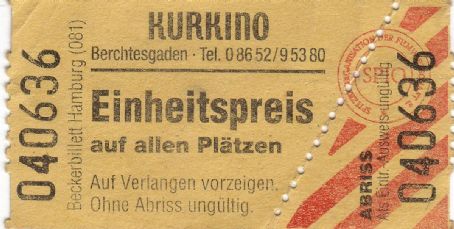 040636
Beckerbillett Hamburg (081)
KURKINO
Berchtesgaden · Tel. 0 86 52/9 53 80
Einheitspreis
auf allen Plätzen
Auf Verlangen vorzeigen.
Ohne Abriss ungültig.
SPIO
ABRISS
Als Eintr.-Ausweis ungültig
040636